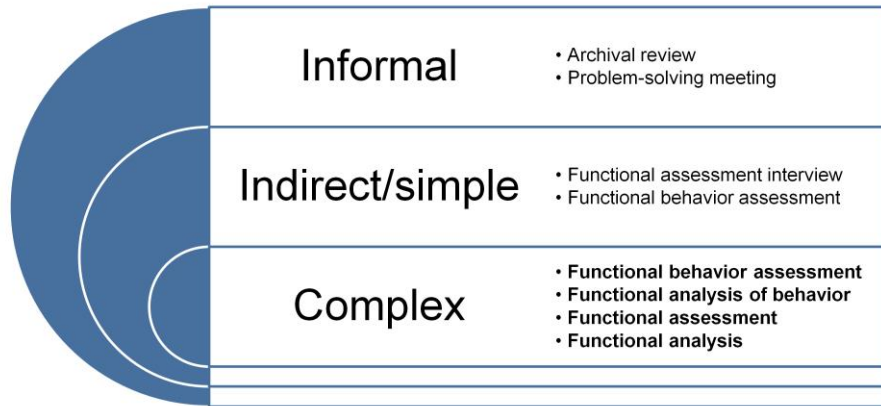 Informal
• Archival review
• Problem-solving meeting
Indirect/simple
• Functional assessment interview
• Functional behavior assessment
Complex
• Functional behavior assessment
• Functional analysis of behavior
• Functional assessment
• Functional analysis